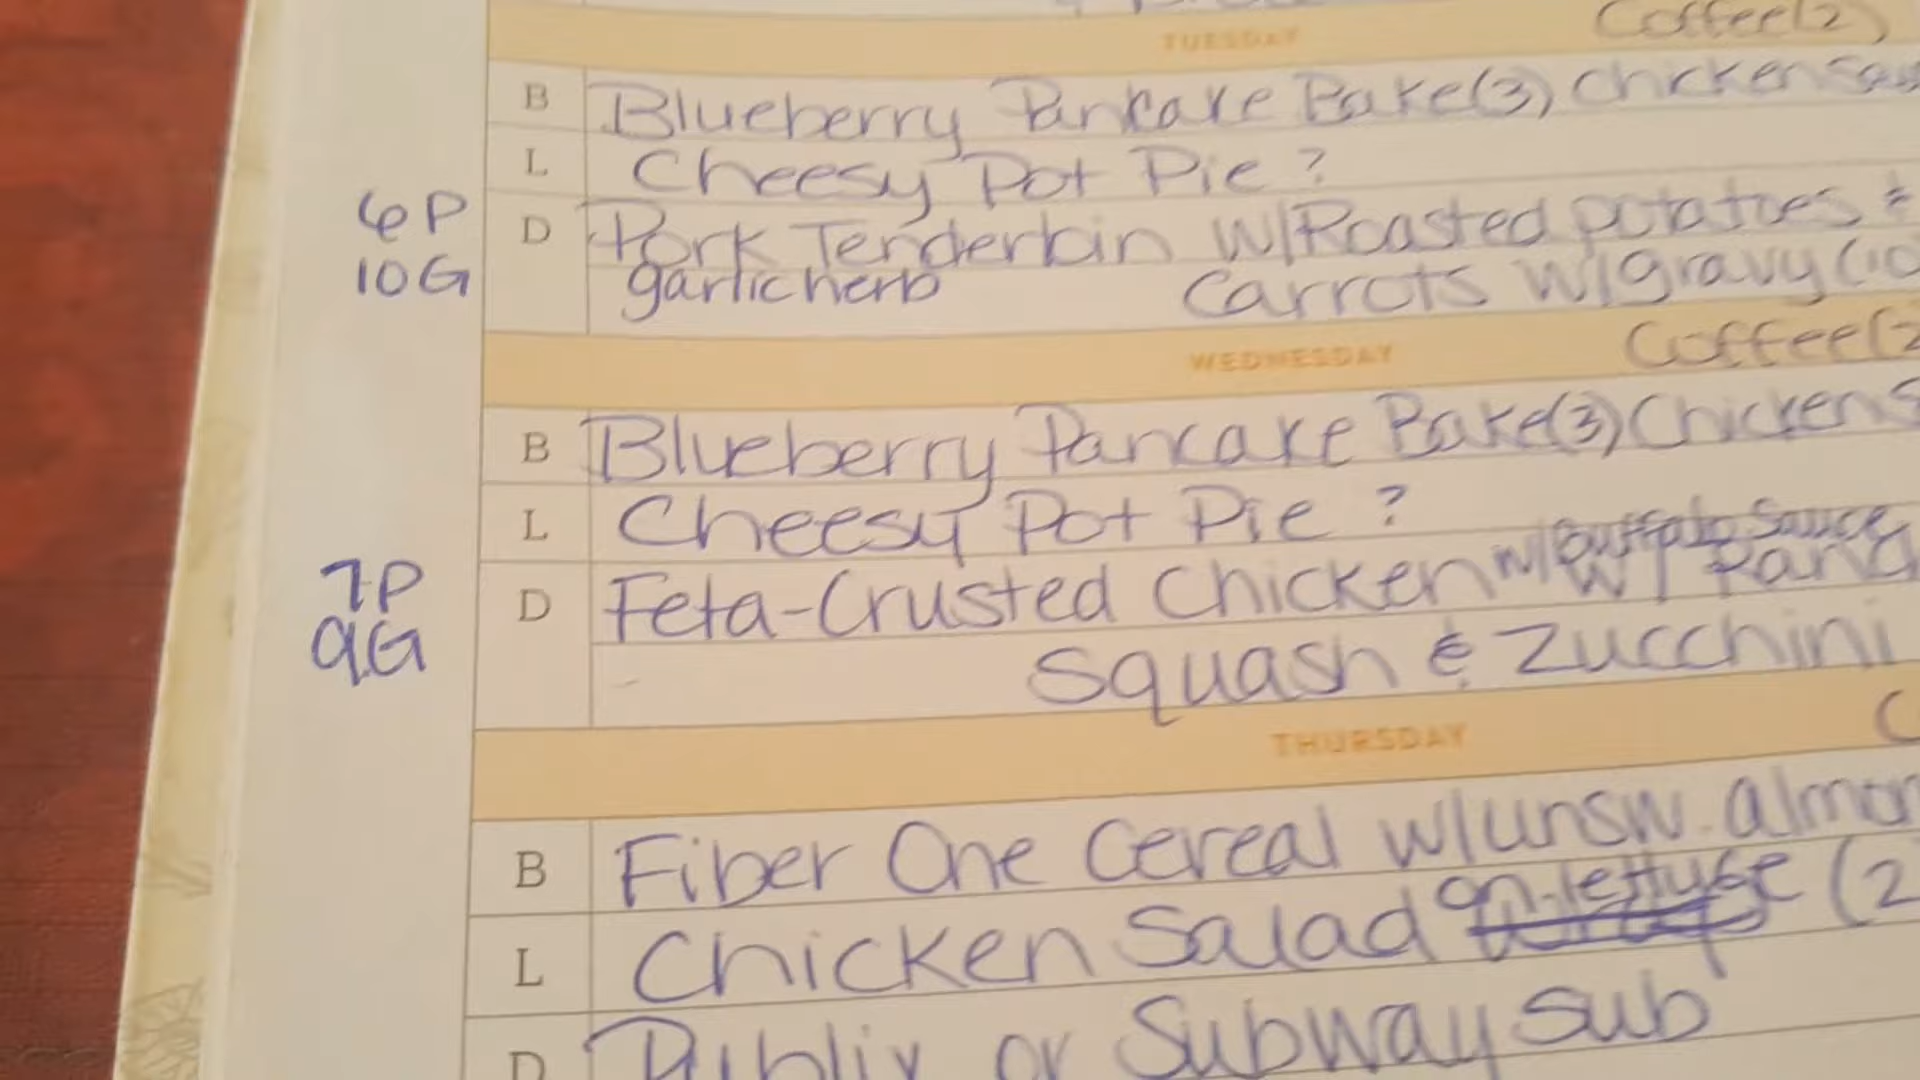 TUESDAY Coffee(2)
B Blueberry Pancake Bake(3), Chicken
L Cheesy Pot Pie ?
6P
D Pork Tenderloin w/Roasted potatoes &
10G garlic herb Carrots w/gravy (10
WEDNESDAY Coffee(2
B Blueberry Pancake Bake(3) Chicken S
L Cheesy Pot Pie ?
w/Buffalo Sauce
7P
D Feta-Crusted Chicken w/
9G
Squash & Zucchini
THURSDAY C
B Fiber One Cereal w/unsw. almon
on lettuce
L Chicken Salad (2
D Publix or Subway Sub